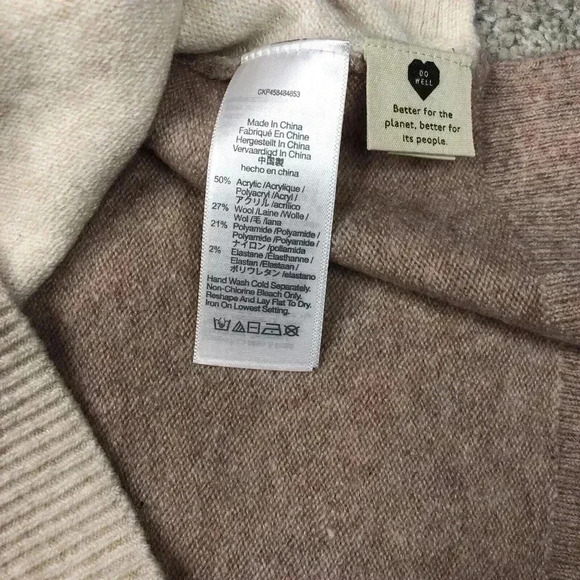 CKP458484653
Made In China
Fabriqué En Chine
Hergestellt In China
Vervaardigd In China
中国製
hecho en china
50% Acrylic /Acrylique /
Polyacryl /Acryl /
アクリル /acrilico
27% Wool /Laine /Wolle /
Wol /毛 /lana
21% Polyamide /Polyamide/
Polyamide /Polyamide /
ナイロン /poliamida
2% Elastane /Elasthanne /
Elastan /Elastaan /
ポリウレタン /elastano
Hand Wash Cold Separately.
Non-Chlorine Bleach Only.
Reshape And Lay Flat To Dry.
Iron On Lowest Setting.
DO
WELL
Better for the
planet, better for
its people.